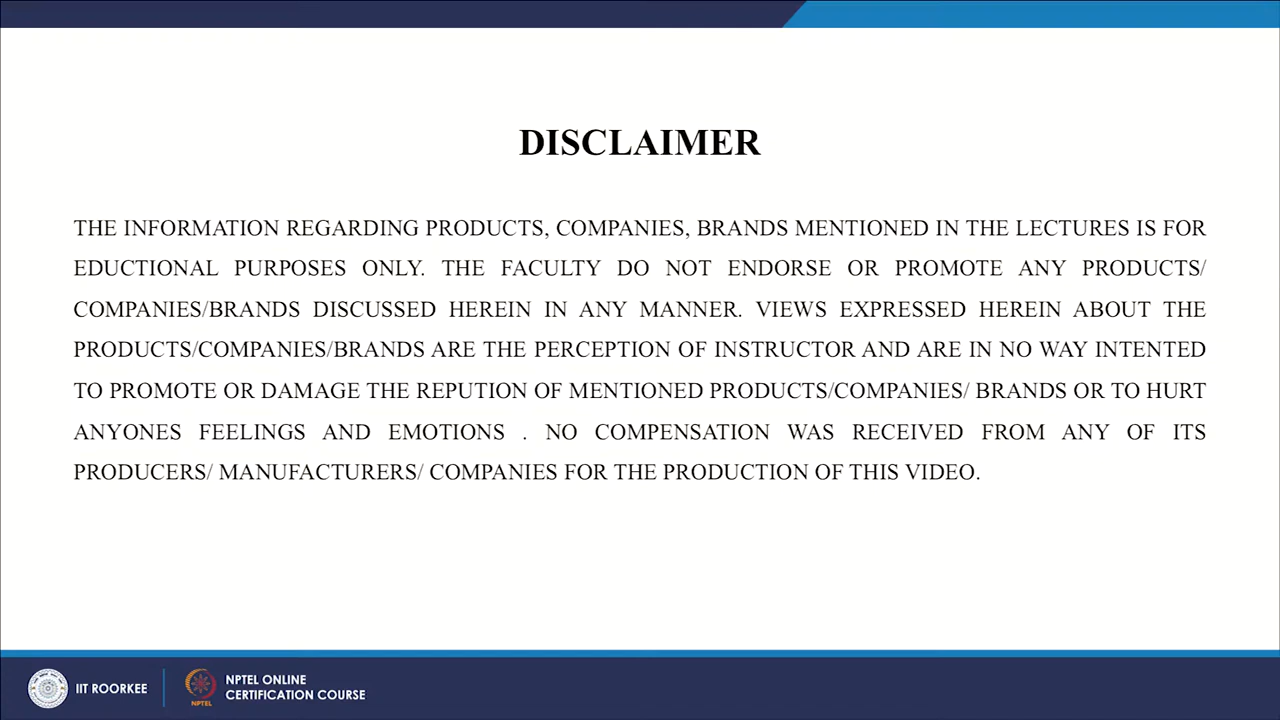 DISCLAIMER
THE INFORMATION REGARDING PRODUCTS, COMPANIES, BRANDS MENTIONED IN THE LECTURES IS FOR
EDUCTIONAL PURPOSES ONLY. THE FACULTY DO NOT ENDORSE OR PROMOTE ANY PRODUCTS/
COMPANIES/BRANDS DISCUSSED HEREIN IN ANY MANNER. VIEWS EXPRESSED HEREIN ABOUT THE
PRODUCTS/COMPANIES/BRANDS ARE THE PERCEPTION OF INSTRUCTOR AND ARE IN NO WAY INTENTED
TO PROMOTE OR DAMAGE THE REPUTION OF MENTIONED PRODUCTS/COMPANIES/ BRANDS OR TO HURT
ANYONES FEELINGS AND EMOTIONS . NO COMPENSATION WAS RECEIVED FROM ANY OF ITS
PRODUCERS/ MANUFACTURERS/ COMPANIES FOR THE PRODUCTION OF THIS VIDEO.
IIT ROORKEE
NPTEL
NPTEL ONLINE
CERTIFICATION COURSE